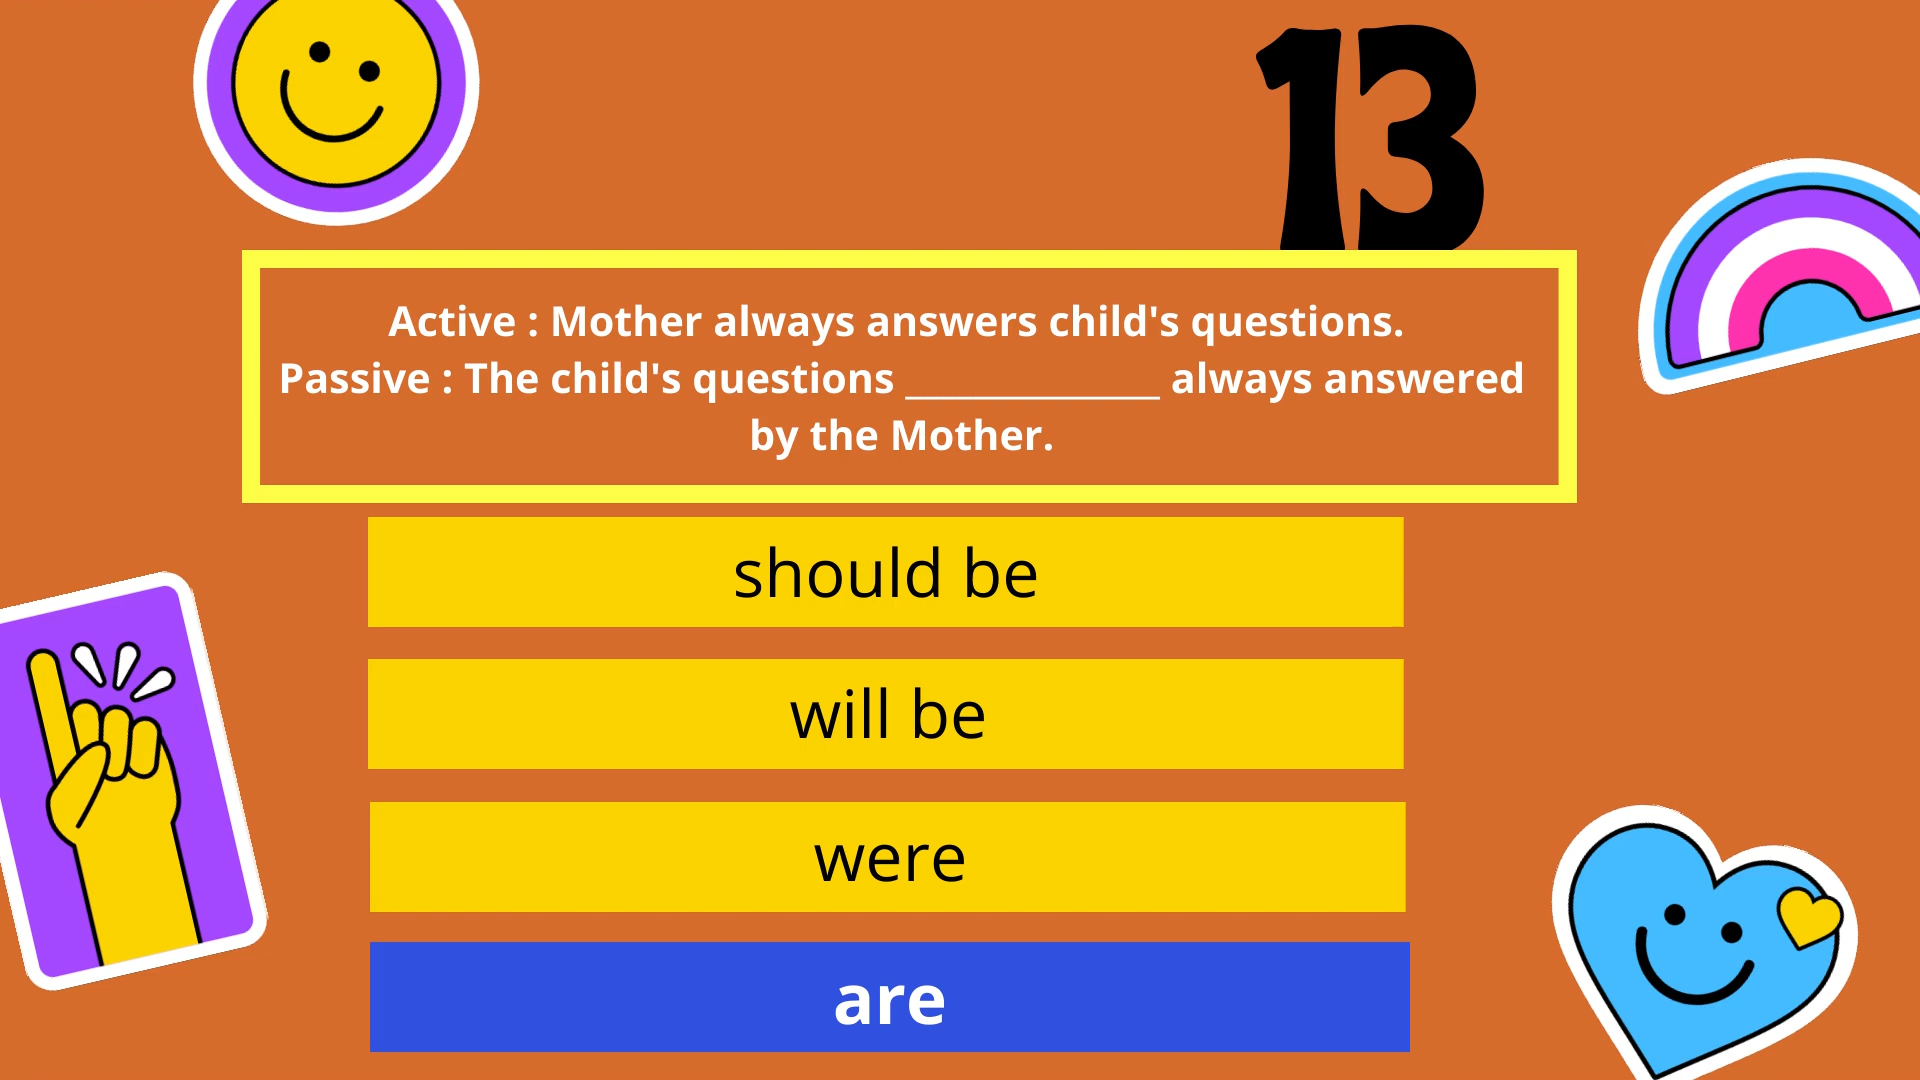 13
Active : Mother always answers child's questions.
Passive : The child's questions _______________ always answered
by the Mother.
should be
will be
were
are